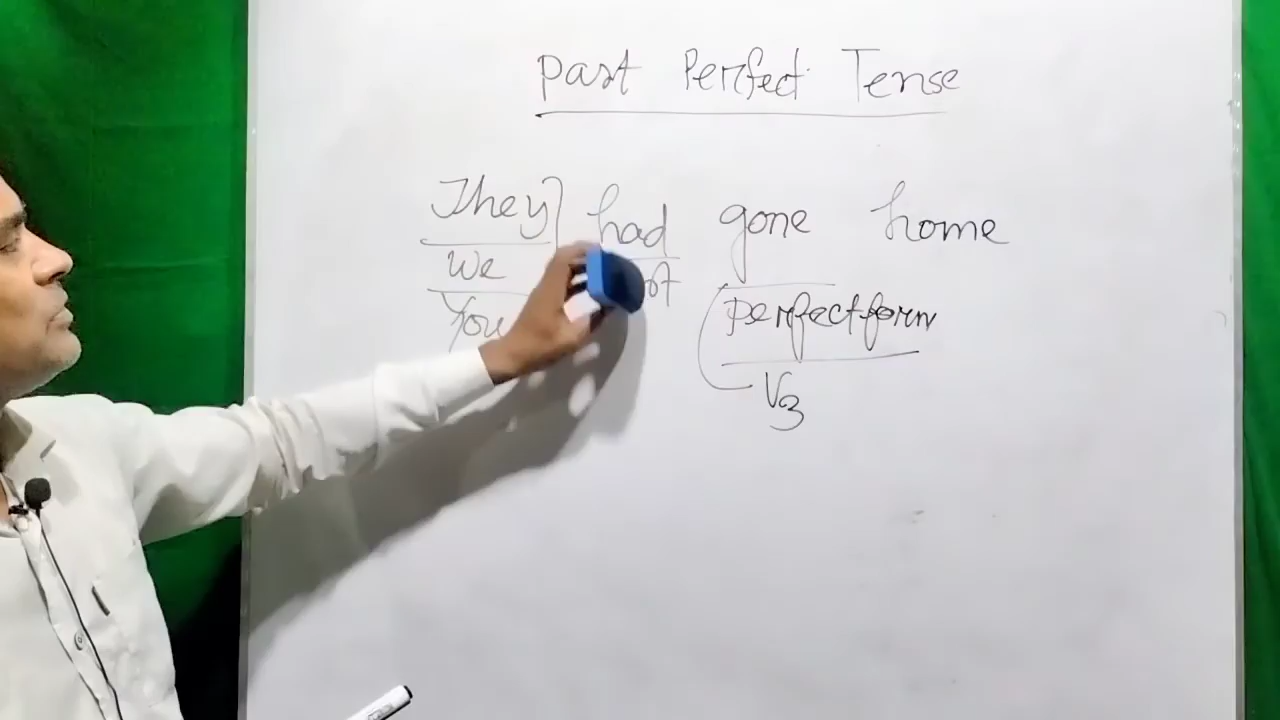 Past Perfect Tense
They had gone home
We
You
Perfect form
V3